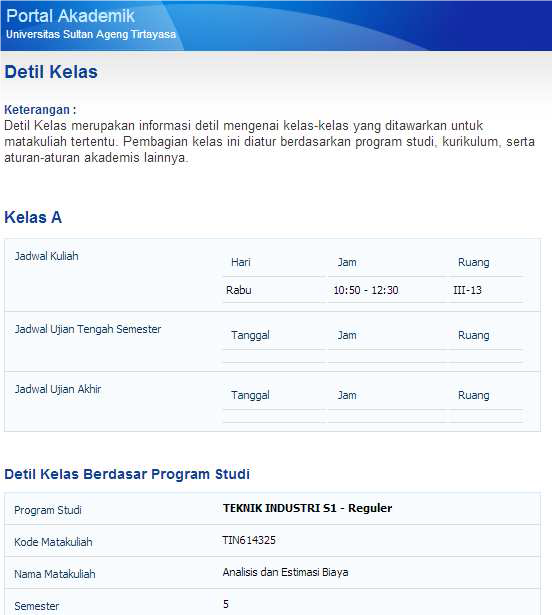 Portal Akademik
Universitas Sultan Ageng Tirtayasa
Detil Kelas
Keterangan :
Detil Kelas merupakan informasi detil mengenai kelas-kelas yang ditawarkan untuk
matakuliah tertentu. Pembagian kelas ini diatur berdasarkan program studi, kurikulum, serta
aturan-aturan akademis lainnya.
Kelas A
Jadwal Kuliah Hari Jam Ruang
Rabu 10:50 - 12:30 III-13
Jadwal Ujian Tengah Semester Tanggal Jam Ruang
Jadwal Ujian Akhir Tanggal Jam Ruang
Detil Kelas Berdasar Program Studi
Program Studi TEKNIK INDUSTRI S1 - Reguler
Kode Matakuliah TIN614325
Nama Matakuliah Analisis dan Estimasi Biaya
Semester 5